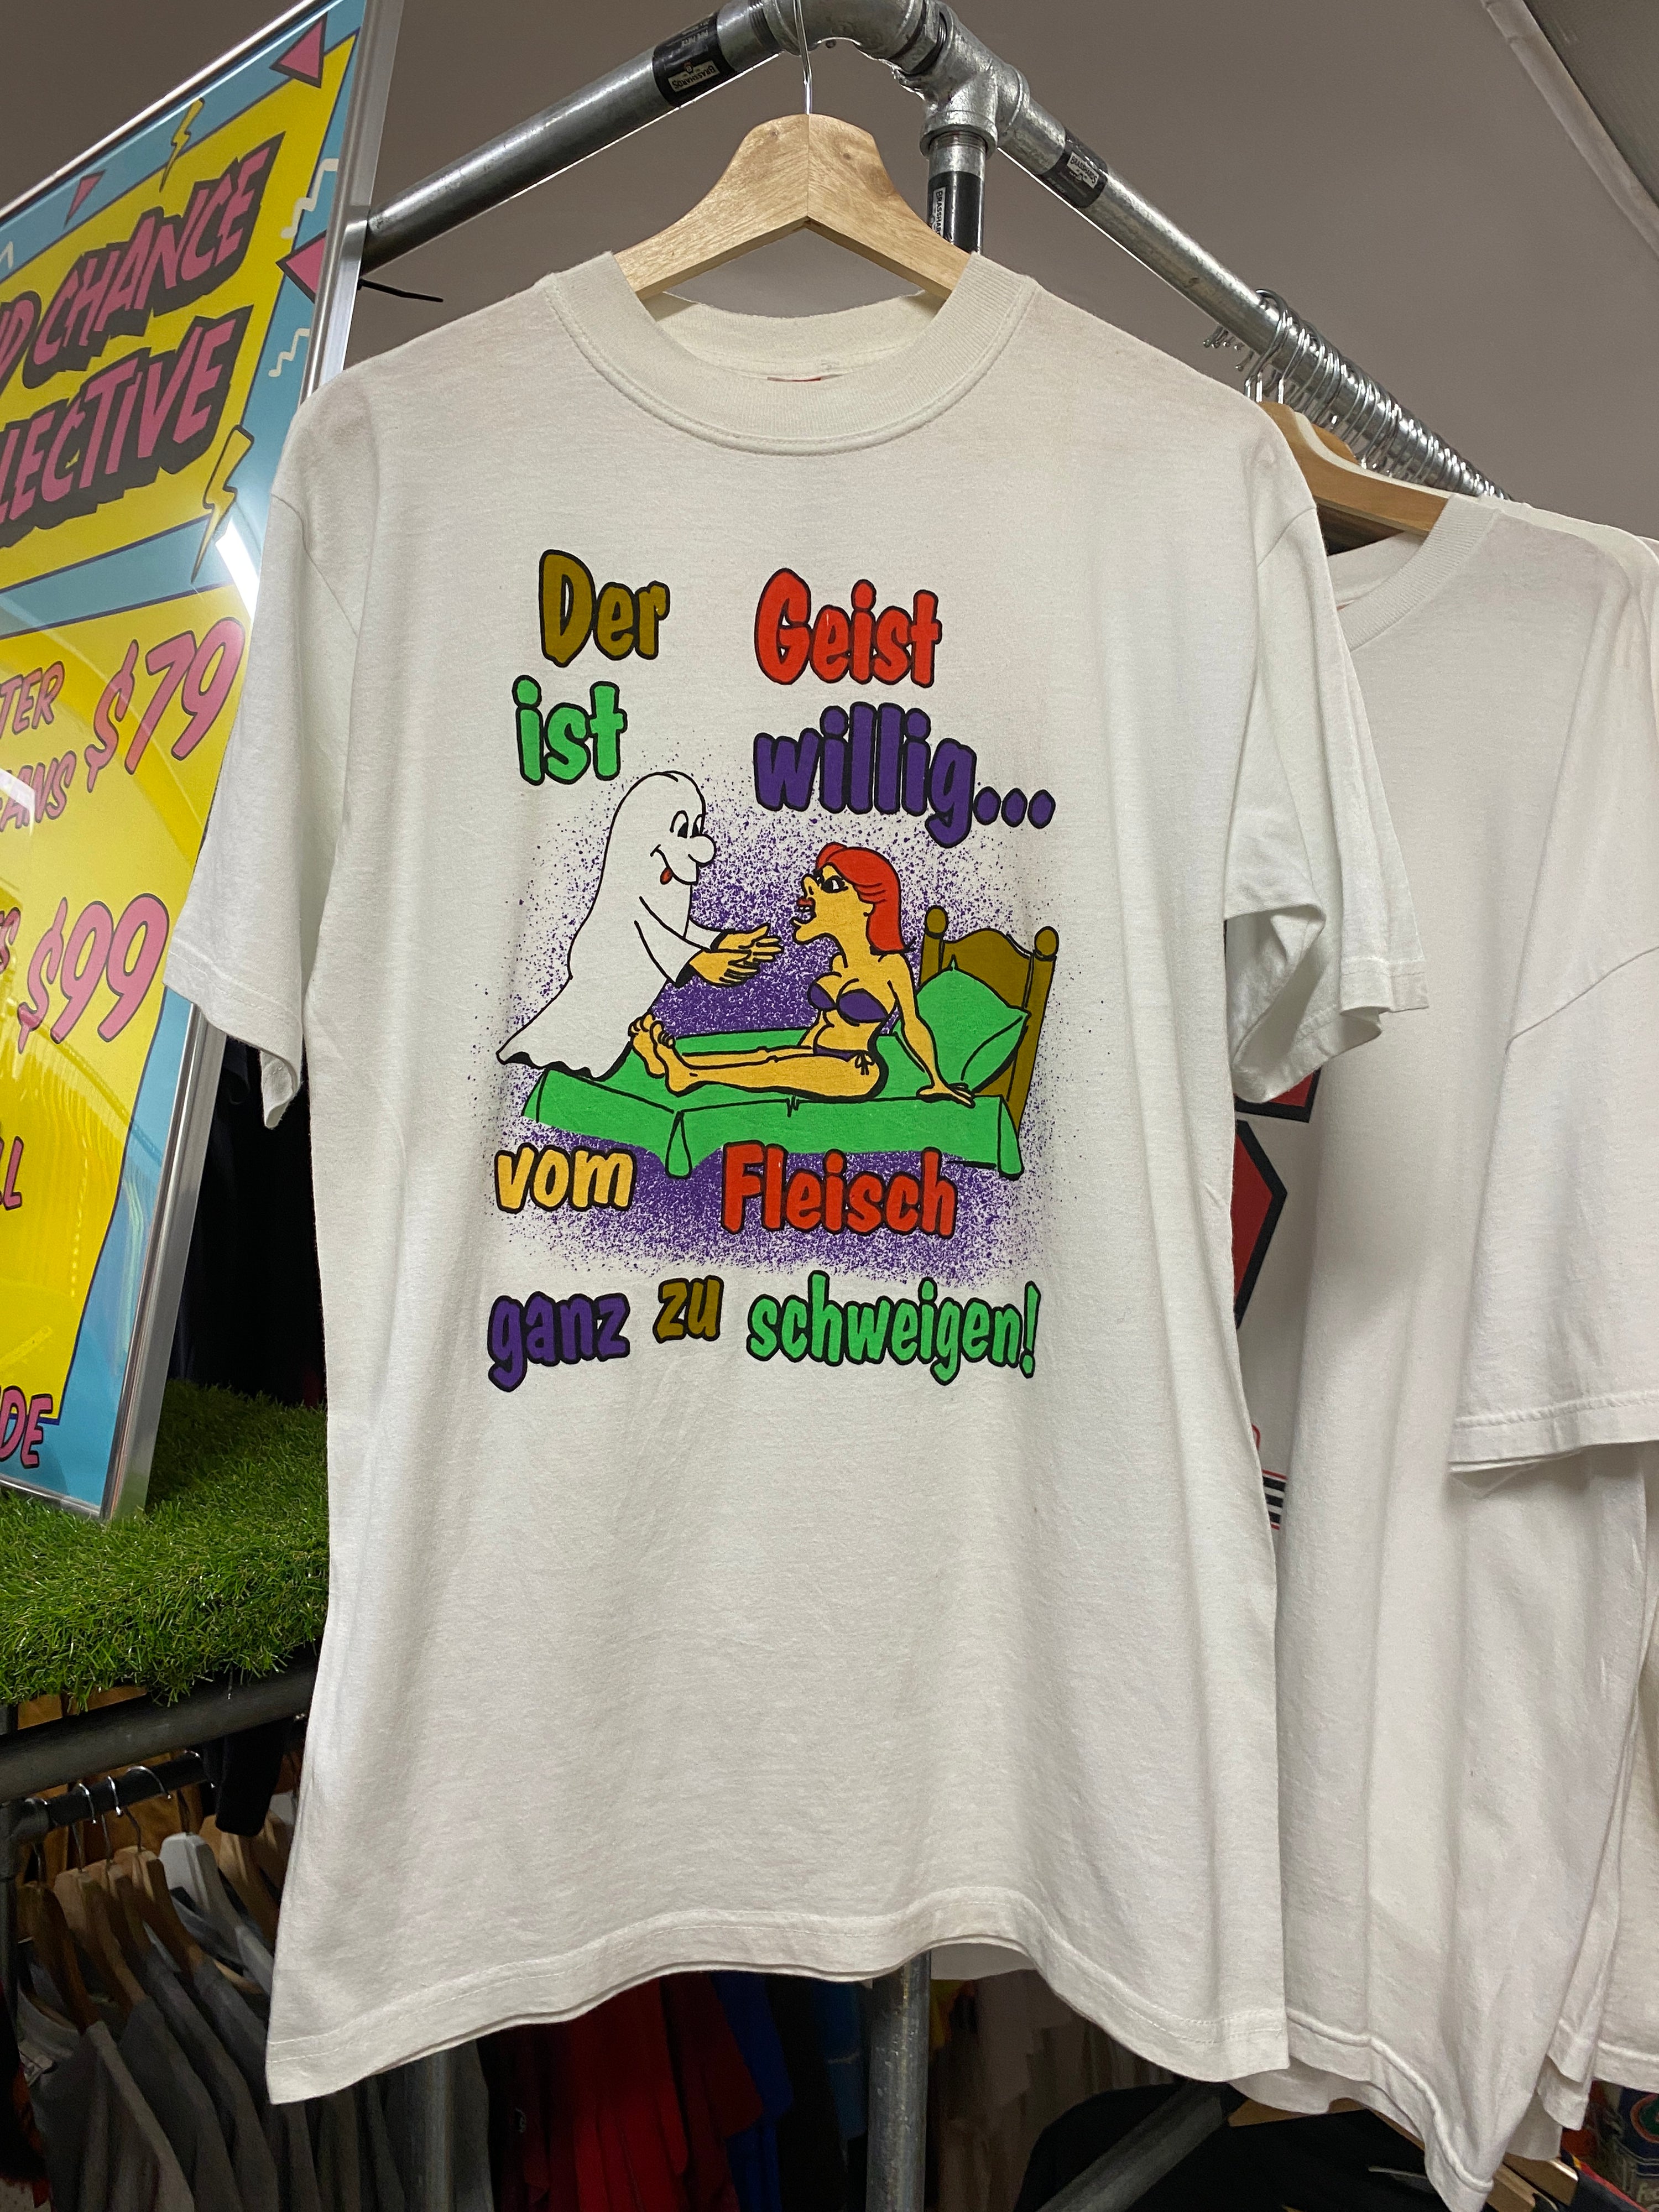 CHANCE
LECTIVE
$79
$99
Der Geist
ist willig...
vom Fleisch
ganz zu schweigen!